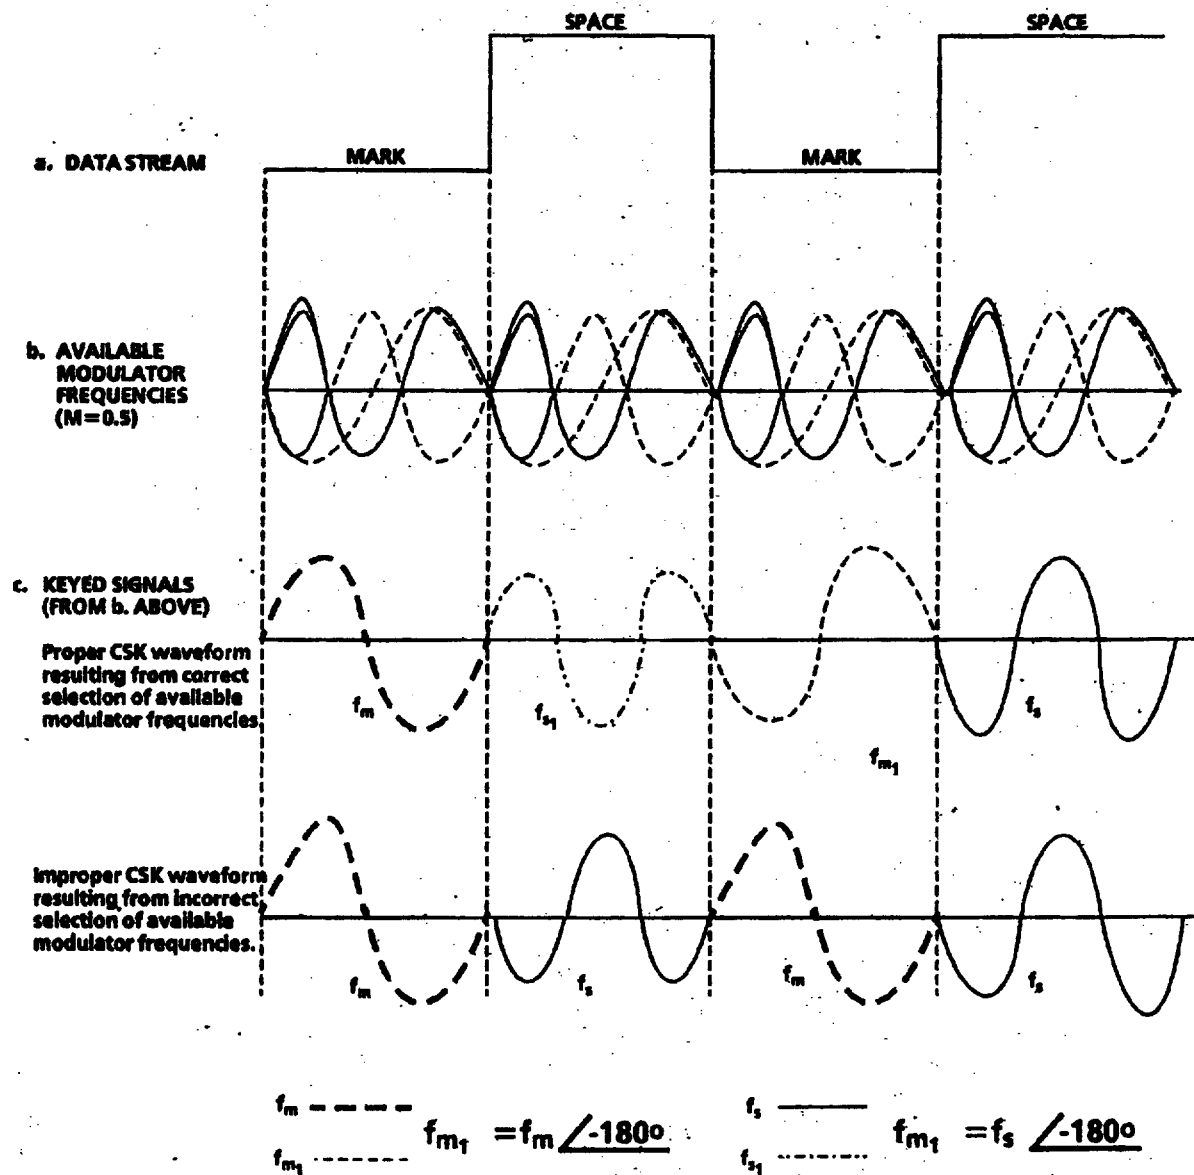 SPACE
SPACE
a. DATA STREAM
MARK
MARK
b. AVAILABLE
MODULATOR
FREQUENCIES
(M=0.5)
c. KEYED SIGNALS
(FROM b. ABOVE)
Proper CSK waveform
resulting from correct
selection of available
modulator frequencies.
fm
fs1
fm1
fs
Improper CSK waveform
resulting from incorrect
selection of available
modulator frequencies.
fm
fs
fm
fs
fm
fm1 = fm /-180º
fm1
fs
fm1 = fs /-180º
fs1